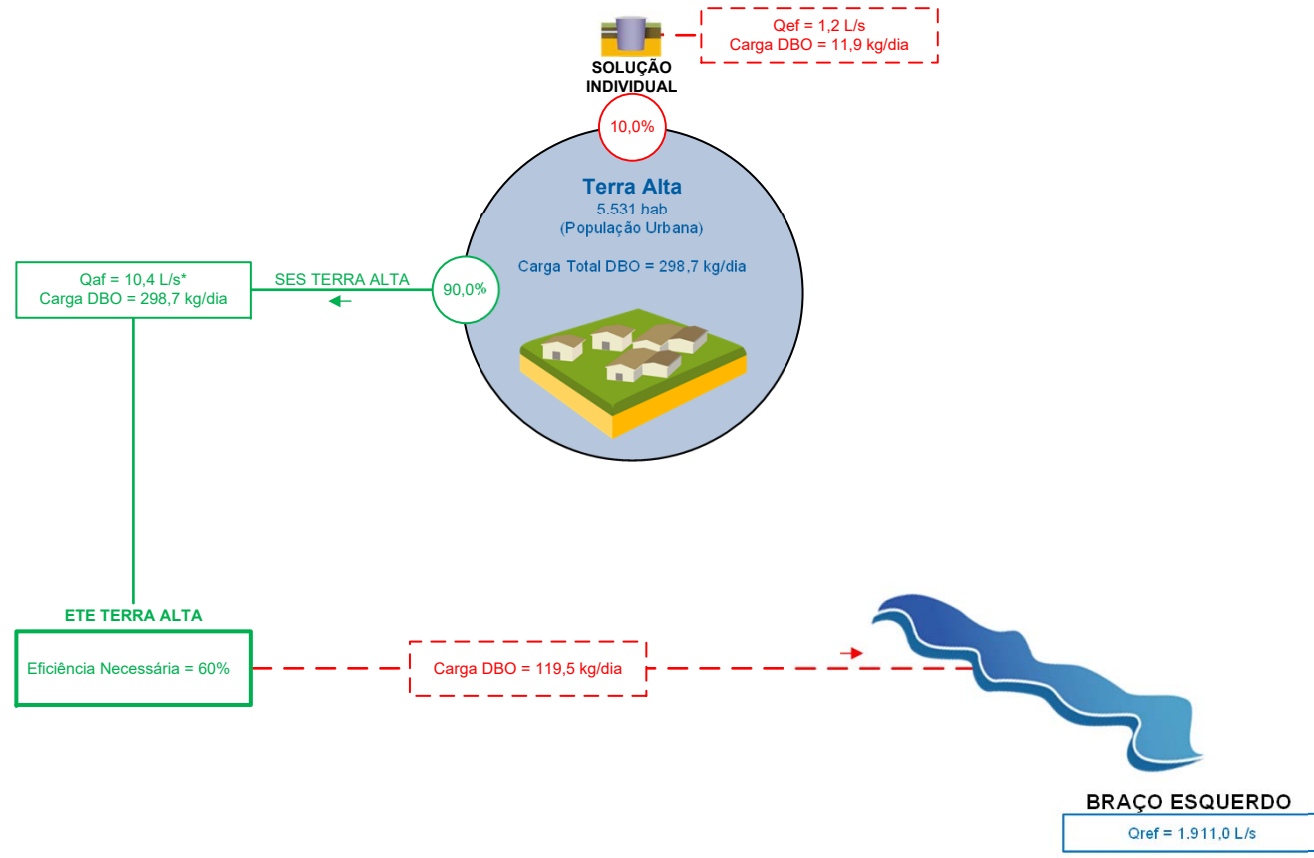 Qef = 1,2 L/s
Carga DBO = 11,9 kg/dia
SOLUÇÃO
INDIVIDUAL
10,0%
Terra Alta
5.531 hab
(População Urbana)
Carga Total DBO = 298,7 kg/dia
Qaf = 10,4 L/s*
Carga DBO = 298,7 kg/dia
SES TERRA ALTA
90,0%
ETE TERRA ALTA
Eficiência Necessária = 60%
Carga DBO = 119,5 kg/dia
BRAÇO ESQUERDO
Qref = 1.911,0 L/s